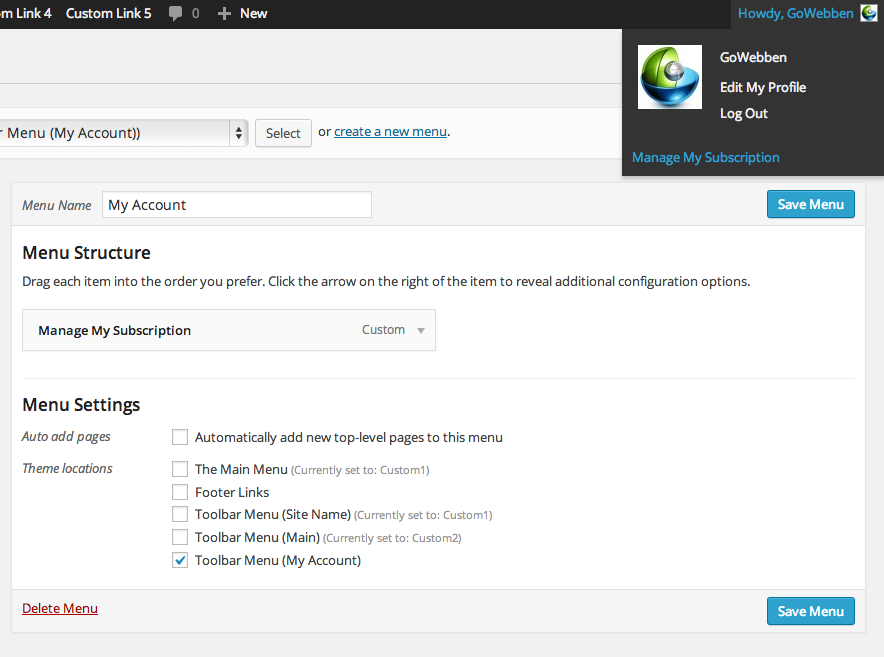 om Link 4 Custom Link 5 0 New Howdy, GoWebben
GoWebben
Edit My Profile
Log Out
Manage My Subscription
r Menu (My Account)) Select or create a new menu.
Menu Name My Account Save Menu
Menu Structure
Drag each item into the order you prefer. Click the arrow on the right of the item to reveal additional configuration options.
Manage My Subscription Custom
Menu Settings
Auto add pages Automatically add new top-level pages to this menu
Theme locations The Main Menu (Currently set to: Custom1)
Footer Links
Toolbar Menu (Site Name) (Currently set to: Custom1)
Toolbar Menu (Main) (Currently set to: Custom2)
Toolbar Menu (My Account)
Delete Menu Save Menu